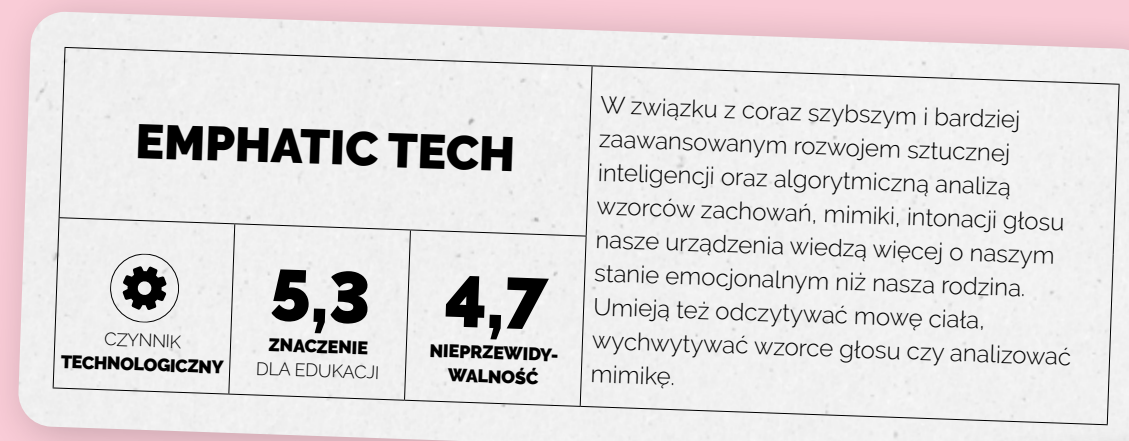 EMPHATIC TECH
CZYNNIK
TECHNOLOGICZNY
5,3
ZNACZENIE
DLA EDUKACJI
4,7
NIEPRZEWIDY-
WALNOŚĆ
W związku z coraz szybszym i bardziej
zaawansowanym rozwojem sztucznej
inteligencji oraz algorytmiczną analizą
wzorców zachowań, mimiki, intonacji głosu
nasze urządzenia wiedzą więcej o naszym
stanie emocjonalnym niż nasza rodzina.
Umieją też odczytywać mowę ciała,
wychwytywać wzorce głosu czy analizować
mimikę.